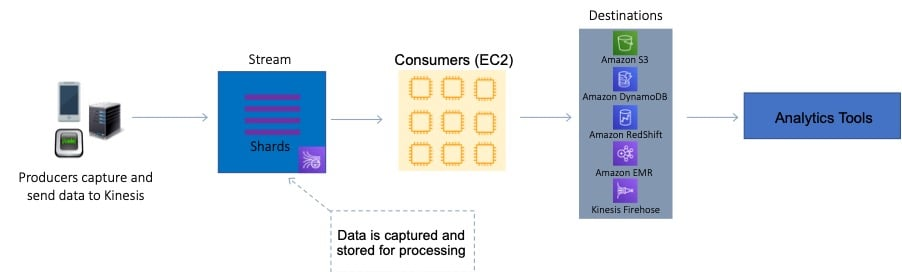 Producers capture and
send data to Kinesis
Stream
Shards
Data is captured and
stored for processing
Consumers (EC2)
Destinations
Amazon S3
Amazon DynamoDB
Amazon RedShift
Amazon EMR
Kinesis Firehose
Analytics Tools